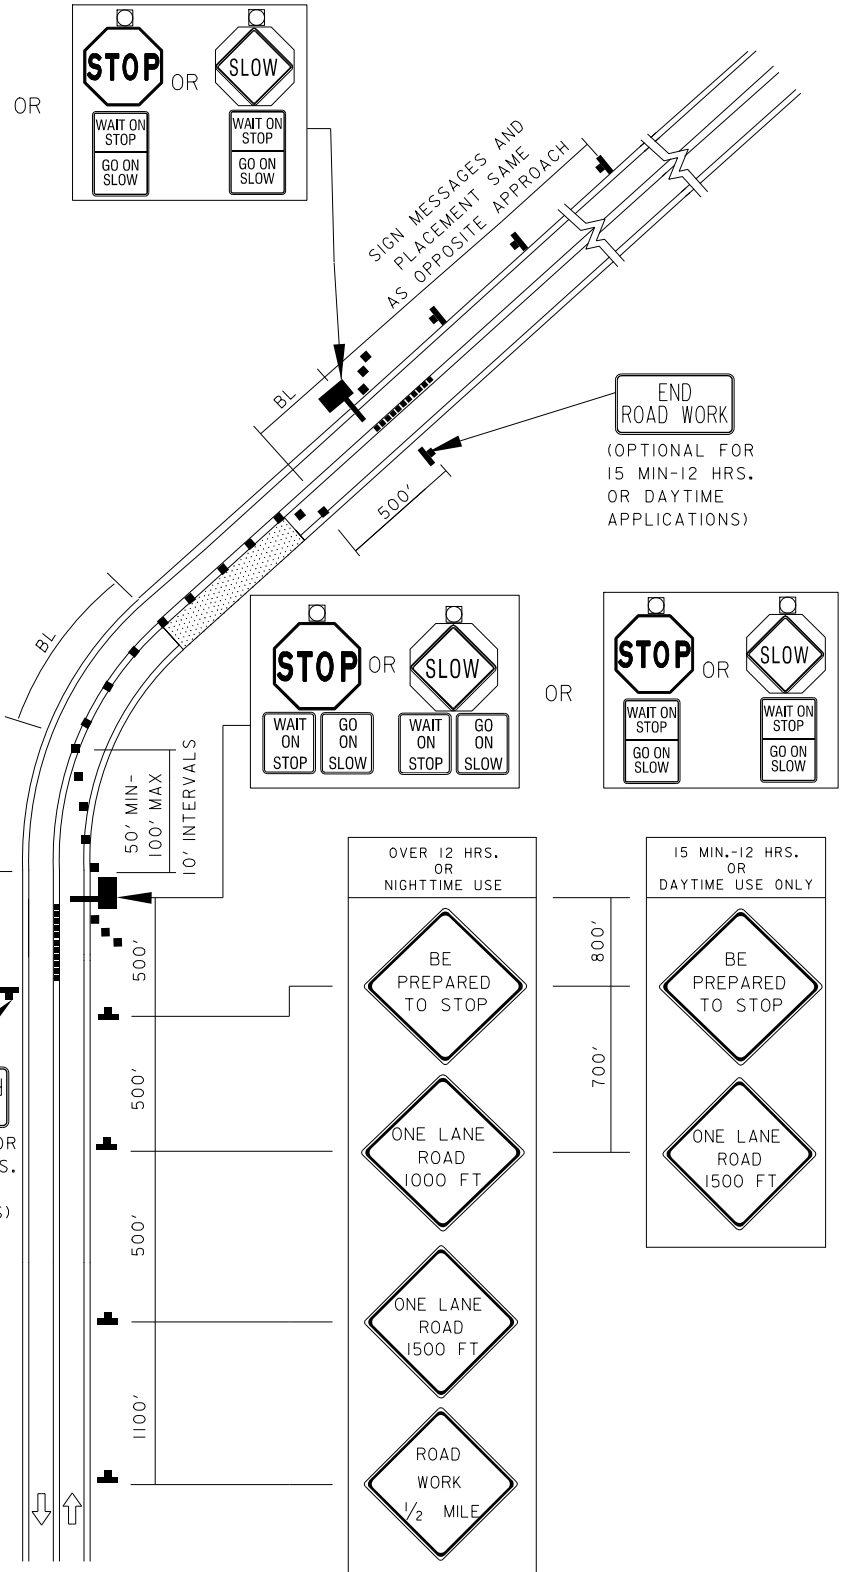 OR
STOP
OR
SLOW
WAIT ON
STOP
GO ON
SLOW
WAIT ON
STOP
GO ON
SLOW
SIGN MESSAGES AND
PLACEMENT SAME
AS OPPOSITE APPROACH
BL
END
ROAD WORK
(OPTIONAL FOR
15 MIN-12 HRS.
OR DAYTIME
APPLICATIONS)
500'
BL
STOP
OR
SLOW
WAIT
ON
STOP
GO
ON
SLOW
WAIT
ON
STOP
GO
ON
SLOW
OR
STOP
OR
SLOW
WAIT ON
STOP
GO ON
SLOW
WAIT ON
STOP
GO ON
SLOW
50' MIN-
100' MAX
10' INTERVALS
OVER 12 HRS.
OR
NIGHTTIME USE
15 MIN.-12 HRS.
OR
DAYTIME USE ONLY
500'
BE
PREPARED
TO STOP
800'
BE
PREPARED
TO STOP
500'
ONE LANE
ROAD
1000 FT
700'
ONE LANE
ROAD
1500 FT
OR
S.
S)
500'
ONE LANE
ROAD
1500 FT
1100'
ROAD
WORK
1/2 MILE